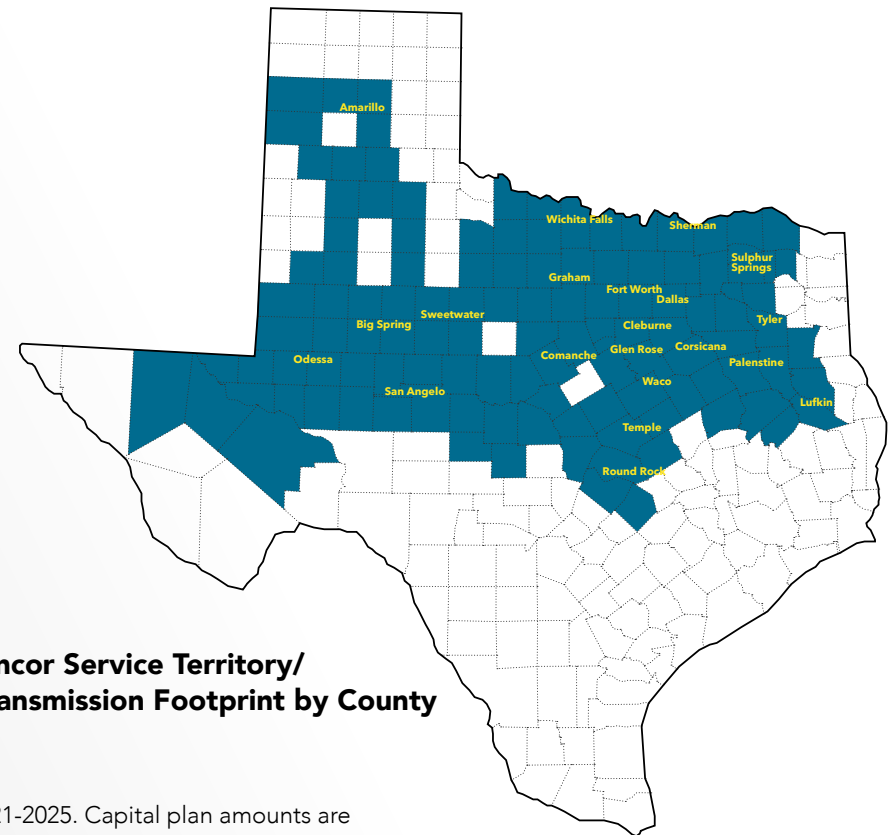 Amarillo
Wichita Falls
Sherman
Sulphur
Springs
Graham
Fort Worth
Dallas
Sweetwater
Big Spring
Tyler
Cleburne
Corsicana
Glen Rose
Comanche
Odessa
Palenstine
Waco
San Angelo
Lufkin
Temple
Round Rock
ncor Service Territory/
ansmission Footprint by County
21-2025. Capital plan amounts are